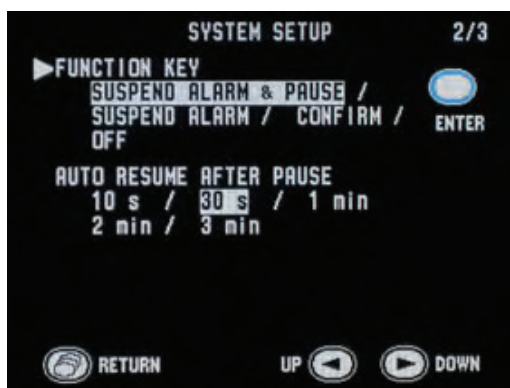 SYSTEM SETUP 2/3
▶FUNCTION KEY
SUSPEND ALARM & PAUSE /
SUSPEND ALARM / CONFIRM /
OFF
ENTER
AUTO RESUME AFTER PAUSE
10 s / 30 s / 1 min
2 min / 3 min
RETURN
UP ◀ ▶ DOWN